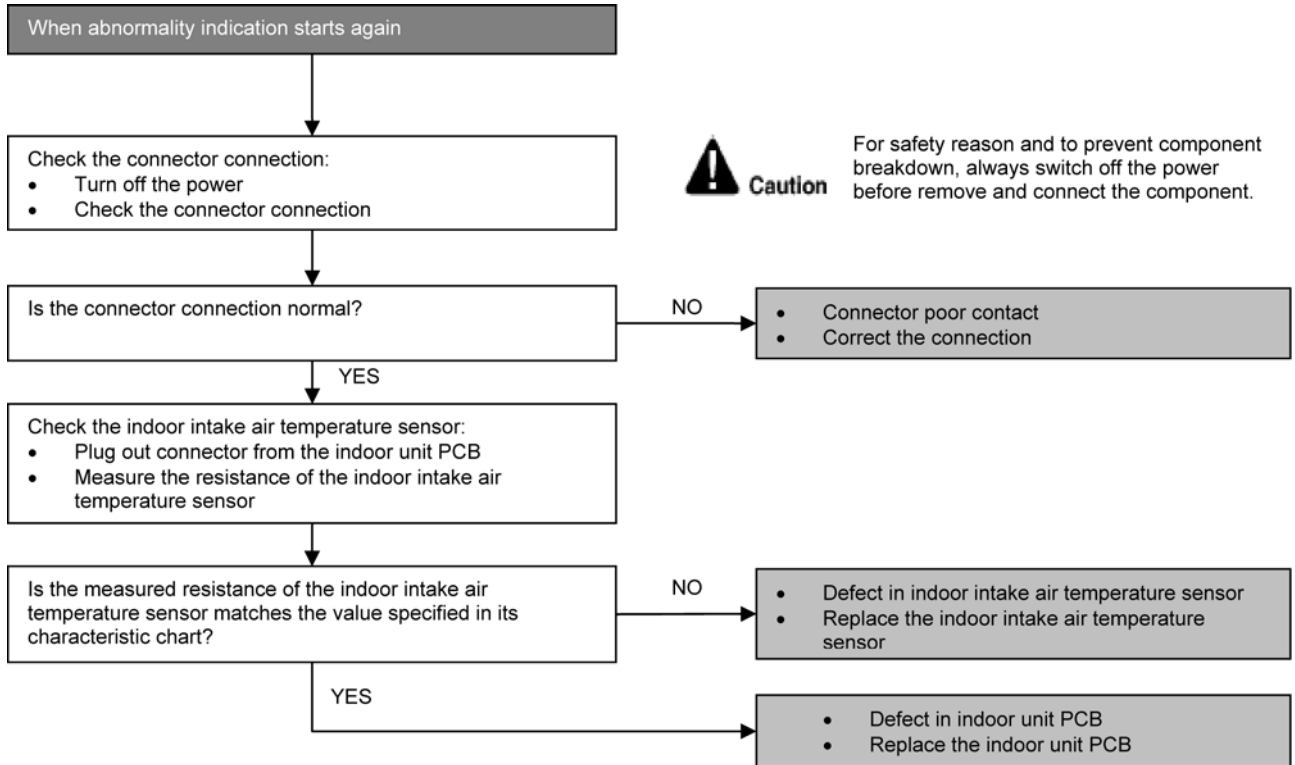 When abnormality indication starts again
Check the connector connection:
• Turn off the power
• Check the connector connection
Caution
For safety reason and to prevent component
breakdown, always switch off the power
before remove and connect the component.
Is the connector connection normal?
NO
• Connector poor contact
• Correct the connection
YES
Check the indoor intake air temperature sensor:
• Plug out connector from the indoor unit PCB
• Measure the resistance of the indoor intake air
temperature sensor
Is the measured resistance of the indoor intake air
temperature sensor matches the value specified in its
characteristic chart?
NO
• Defect in indoor intake air temperature sensor
• Replace the indoor intake air temperature
sensor
YES
• Defect in indoor unit PCB
• Replace the indoor unit PCB